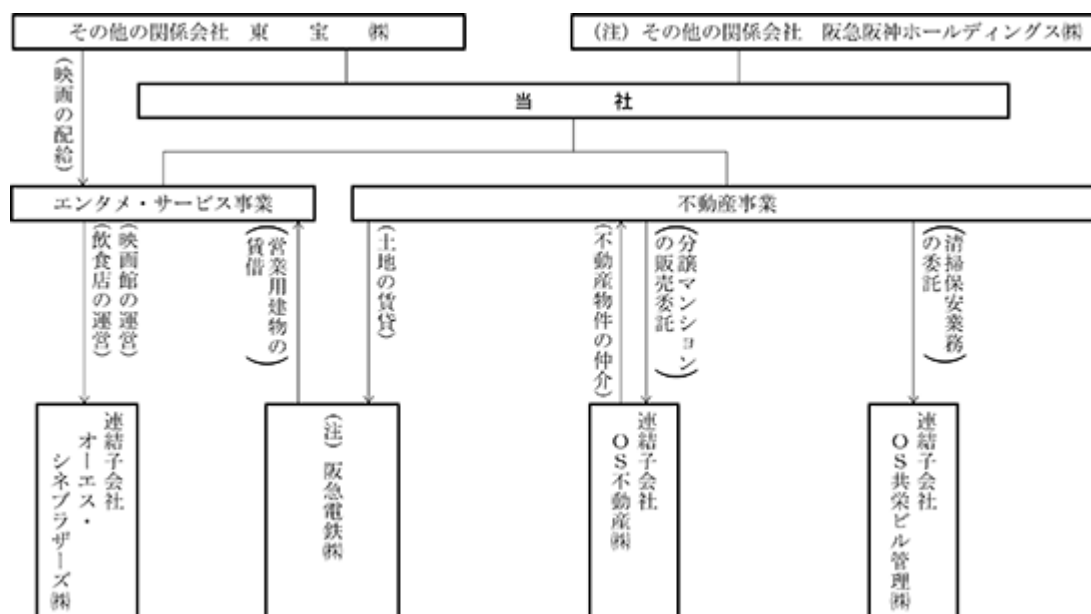 その他の関係会社　東　宝　㈱
(注) その他の関係会社　阪急阪神ホールディングス㈱
(映画の配給)
当　社
エンタメ・サービス事業
不動産事業
(映画館の運営)
(飲食店の運営)
(営業用建物の
賃借)
(土地の賃貸)
(不動産物件の仲介)
(分譲マンション
の販売委託)
(清掃保安業務
の委託)
連結子会社
オーエス・
シネブラザーズ㈱
(注) 阪急電鉄㈱
連結子会社
OS不動産㈱
連結子会社
OS共栄ビル管理㈱